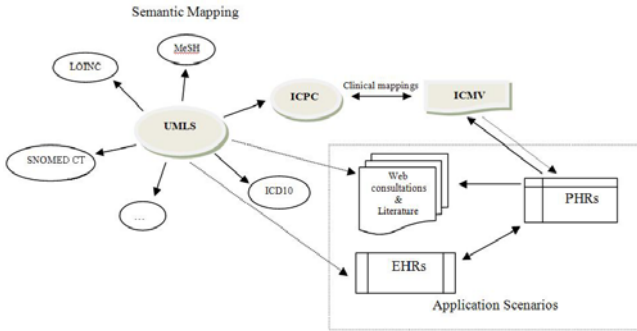 Semantic Mapping
MeSH
LOINC
ICPC
Clinical mappings
ICMV
UMLS
SNOMED CT
ICD10
...
Web
consultations
&
Literature
PHRs
EHRs
Application Scenarios